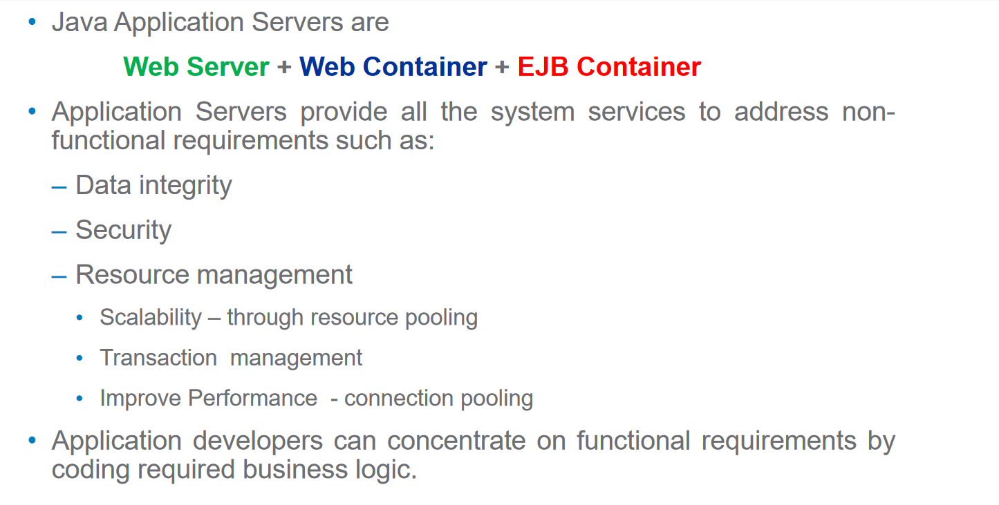 • Java Application Servers are
Web Server + Web Container + EJB Container
• Application Servers provide all the system services to address non-
functional requirements such as:
– Data integrity
– Security
– Resource management
• Scalability – through resource pooling
• Transaction management
• Improve Performance - connection pooling
• Application developers can concentrate on functional requirements by
coding required business logic.